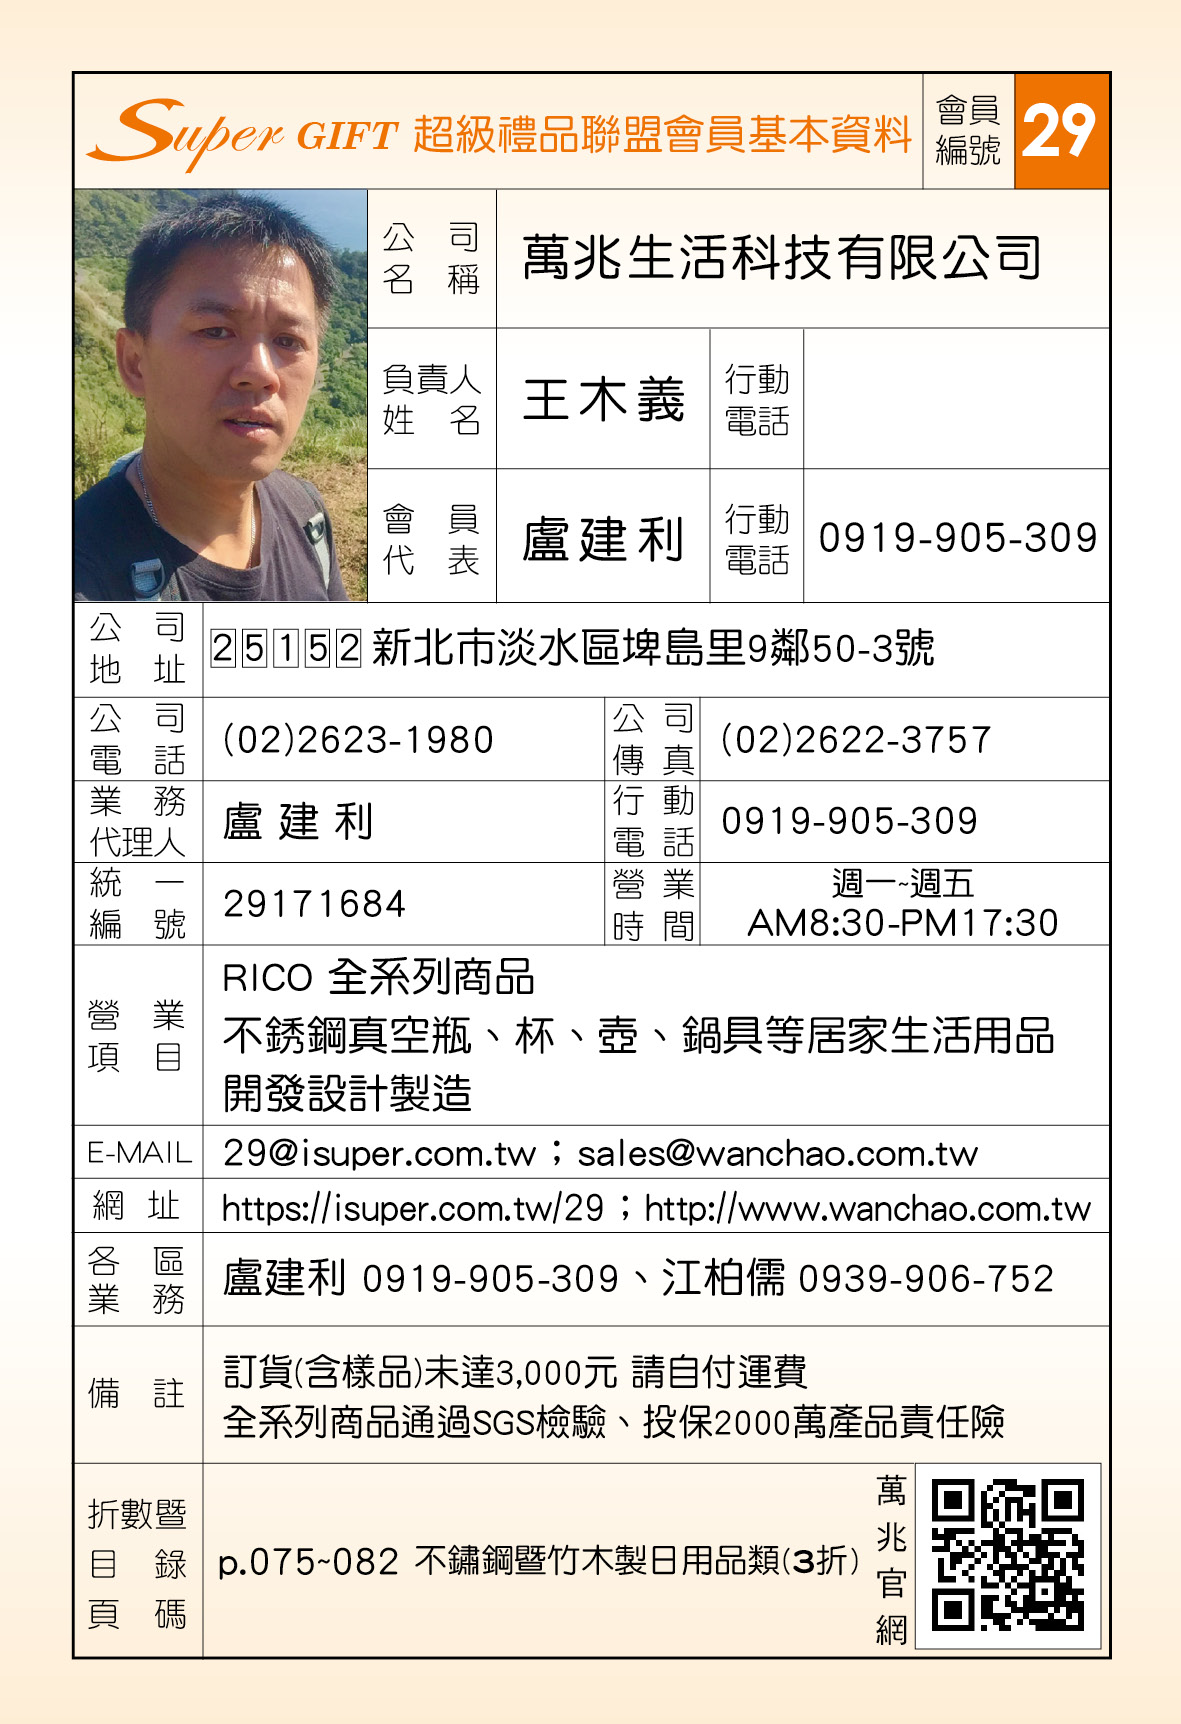 Super GIFT 超級禮品聯盟會員基本資料
會員編號
29
公司名稱
萬兆生活科技有限公司
負責人姓名
王木義
行動電話
會員代表
盧建利
行動電話
0919-905-309
公司地址
25152 新北市淡水區埤島里9鄰50-3號
公司電話
(02)2623-1980
公司傳真
(02)2622-3757
業務代理人
盧建利
行動電話
0919-905-309
統一編號
29171684
營業時間
週一~週五
AM8:30-PM17:30
營業項目
RICO 全系列商品
不銹鋼真空瓶、杯、壺、鍋具等居家生活用品
開發設計製造
E-MAIL
29@isuper.com.tw；sales@wanchao.com.tw
網址
https://isuper.com.tw/29；http://www.wanchao.com.tw
各區業務
盧建利 0919-905-309、江柏儒 0939-906-752
備註
訂貨(含樣品)未達3,000元 請自付運費
全系列商品通過SGS檢驗、投保2000萬產品責任險
折數暨目錄頁碼
p.075~082 不鏽鋼暨竹木製日用品類(3折)
萬兆官網